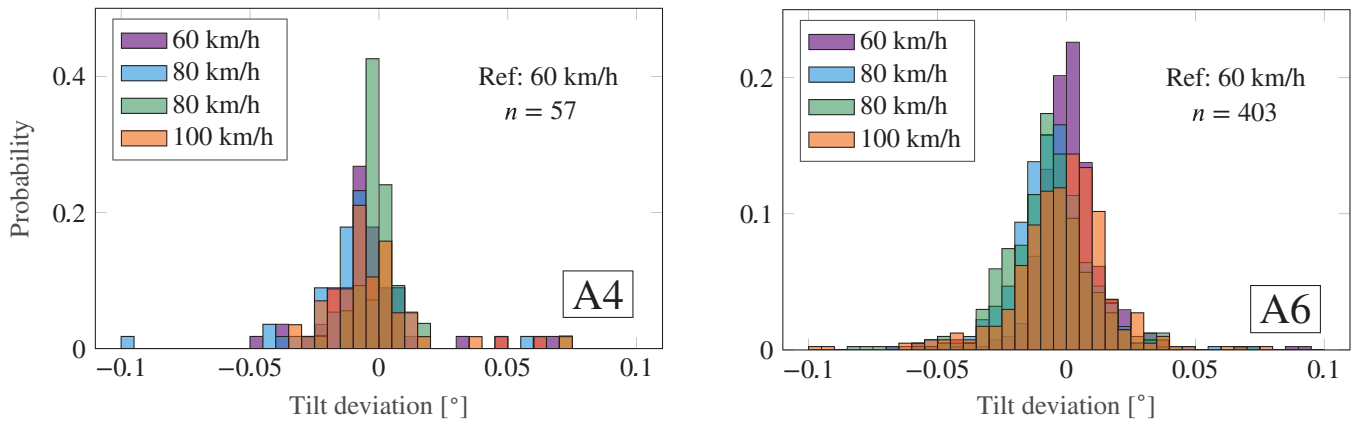 60 km/h
80 km/h
80 km/h
100 km/h
Ref: 60 km/h
n = 57
A4
Probability
0.4
0.2
0
−0.1
−0.05
0
0.05
0.1
Tilt deviation [°]
60 km/h
80 km/h
80 km/h
100 km/h
Ref: 60 km/h
n = 403
A6
0.2
0.1
0
−0.1
−0.05
0
0.05
0.1
Tilt deviation [°]